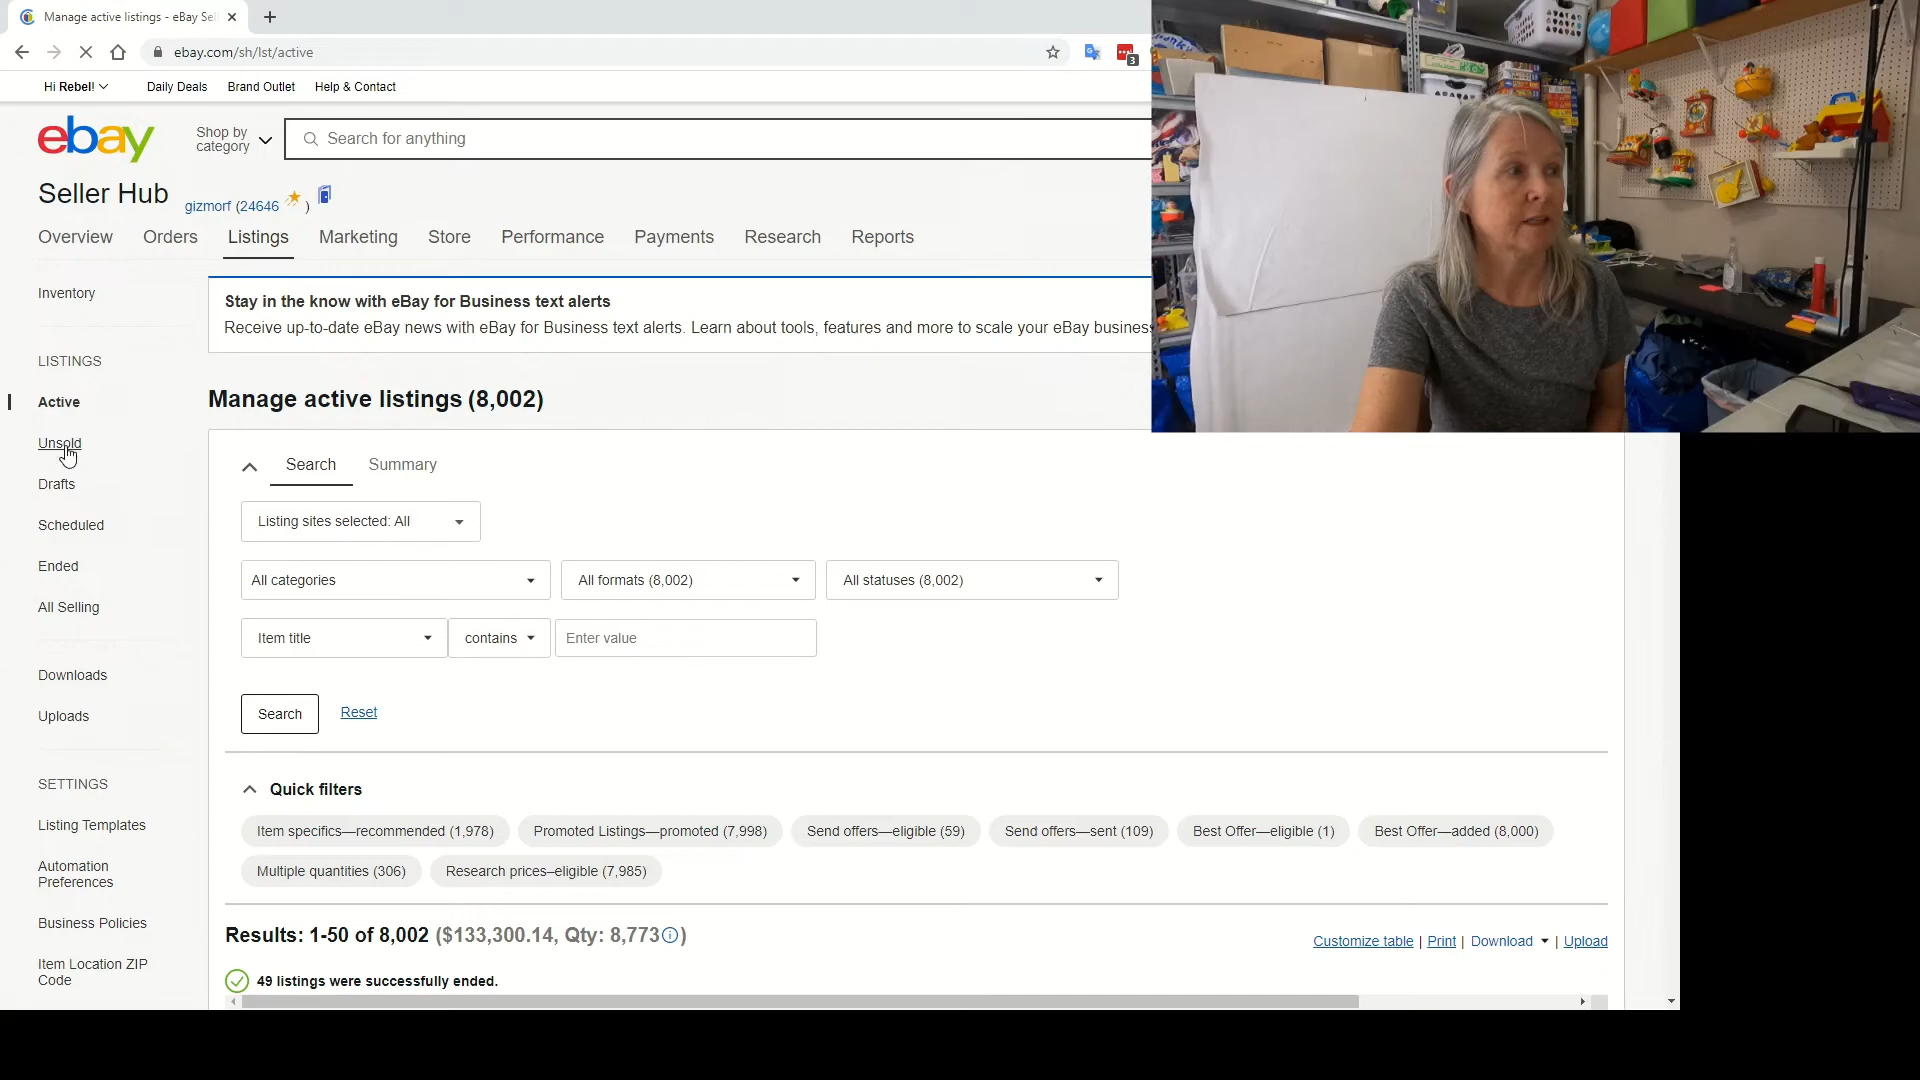 Manage active listings - eBay Sel
ebay.com/sh/lst/active
3
Hi Rebel!
Daily Deals
Brand Outlet
Help & Contact
ebay
Shop by
category
Search for anything
Seller Hub
gizmorf (24646 )
Overview
Orders
Listings
Marketing
Store
Performance
Payments
Research
Reports
Inventory
LISTINGS
Active
Unsold
Drafts
Scheduled
Ended
All Selling
Downloads
Uploads
SETTINGS
Listing Templates
Automation
Preferences
Business Policies
Item Location ZIP
Code
Stay in the know with eBay for Business text alerts
Receive up-to-date eBay news with eBay for Business text alerts. Learn about tools, features and more to scale your eBay business
Manage active listings (8,002)
Search
Summary
Listing sites selected: All
All categories
All formats (8,002)
All statuses (8,002)
Item title
contains
Enter value
Search
Reset
Quick filters
Item specifics—recommended (1,978)
Promoted Listings—promoted (7,998)
Send offers—eligible (59)
Send offers—sent (109)
Best Offer—eligible (1)
Best Offer—added (8,000)
Multiple quantities (306)
Research prices–eligible (7,985)
Results: 1-50 of 8,002 ($133,300.14, Qty: 8,773 )
Customize table | Print | Download | Upload
49 listings were successfully ended.